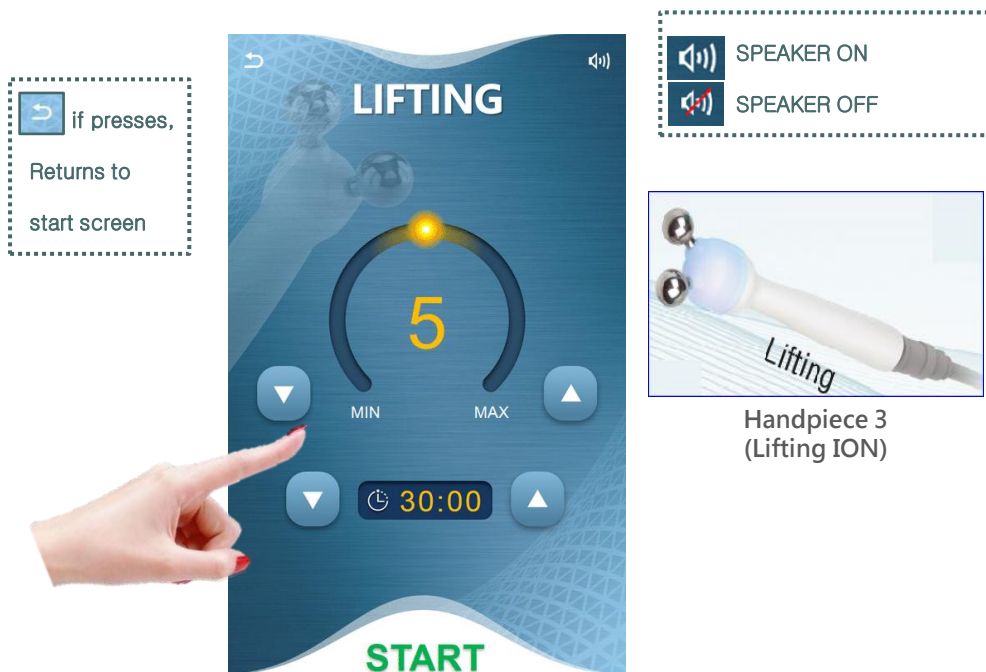 if presses,
Returns to
start screen
LIFTING
5
MIN MAX
30:00
START
SPEAKER ON
SPEAKER OFF
Lifting
Handpiece 3
(Lifting ION)